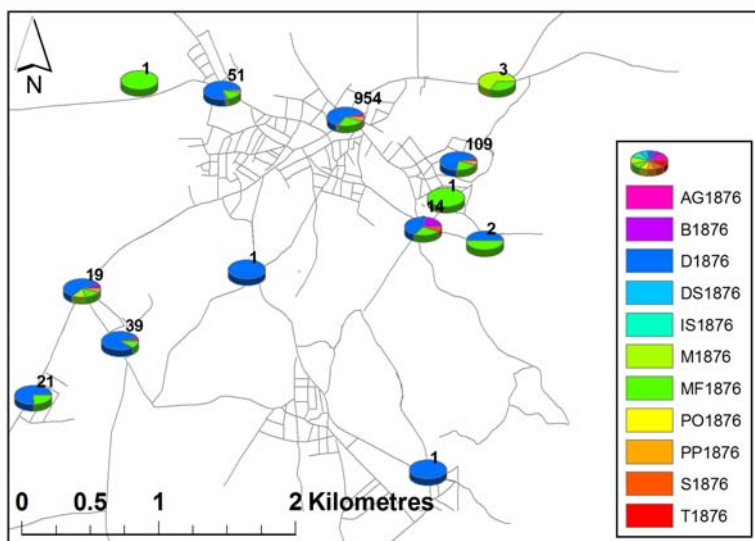 1
51
954
3
109
1
14
2
1
19
39
21
1
N
0 0.5 1 2 Kilometres
AG1876
B1876
D1876
DS1876
IS1876
M1876
MF1876
PO1876
PP1876
S1876
T1876